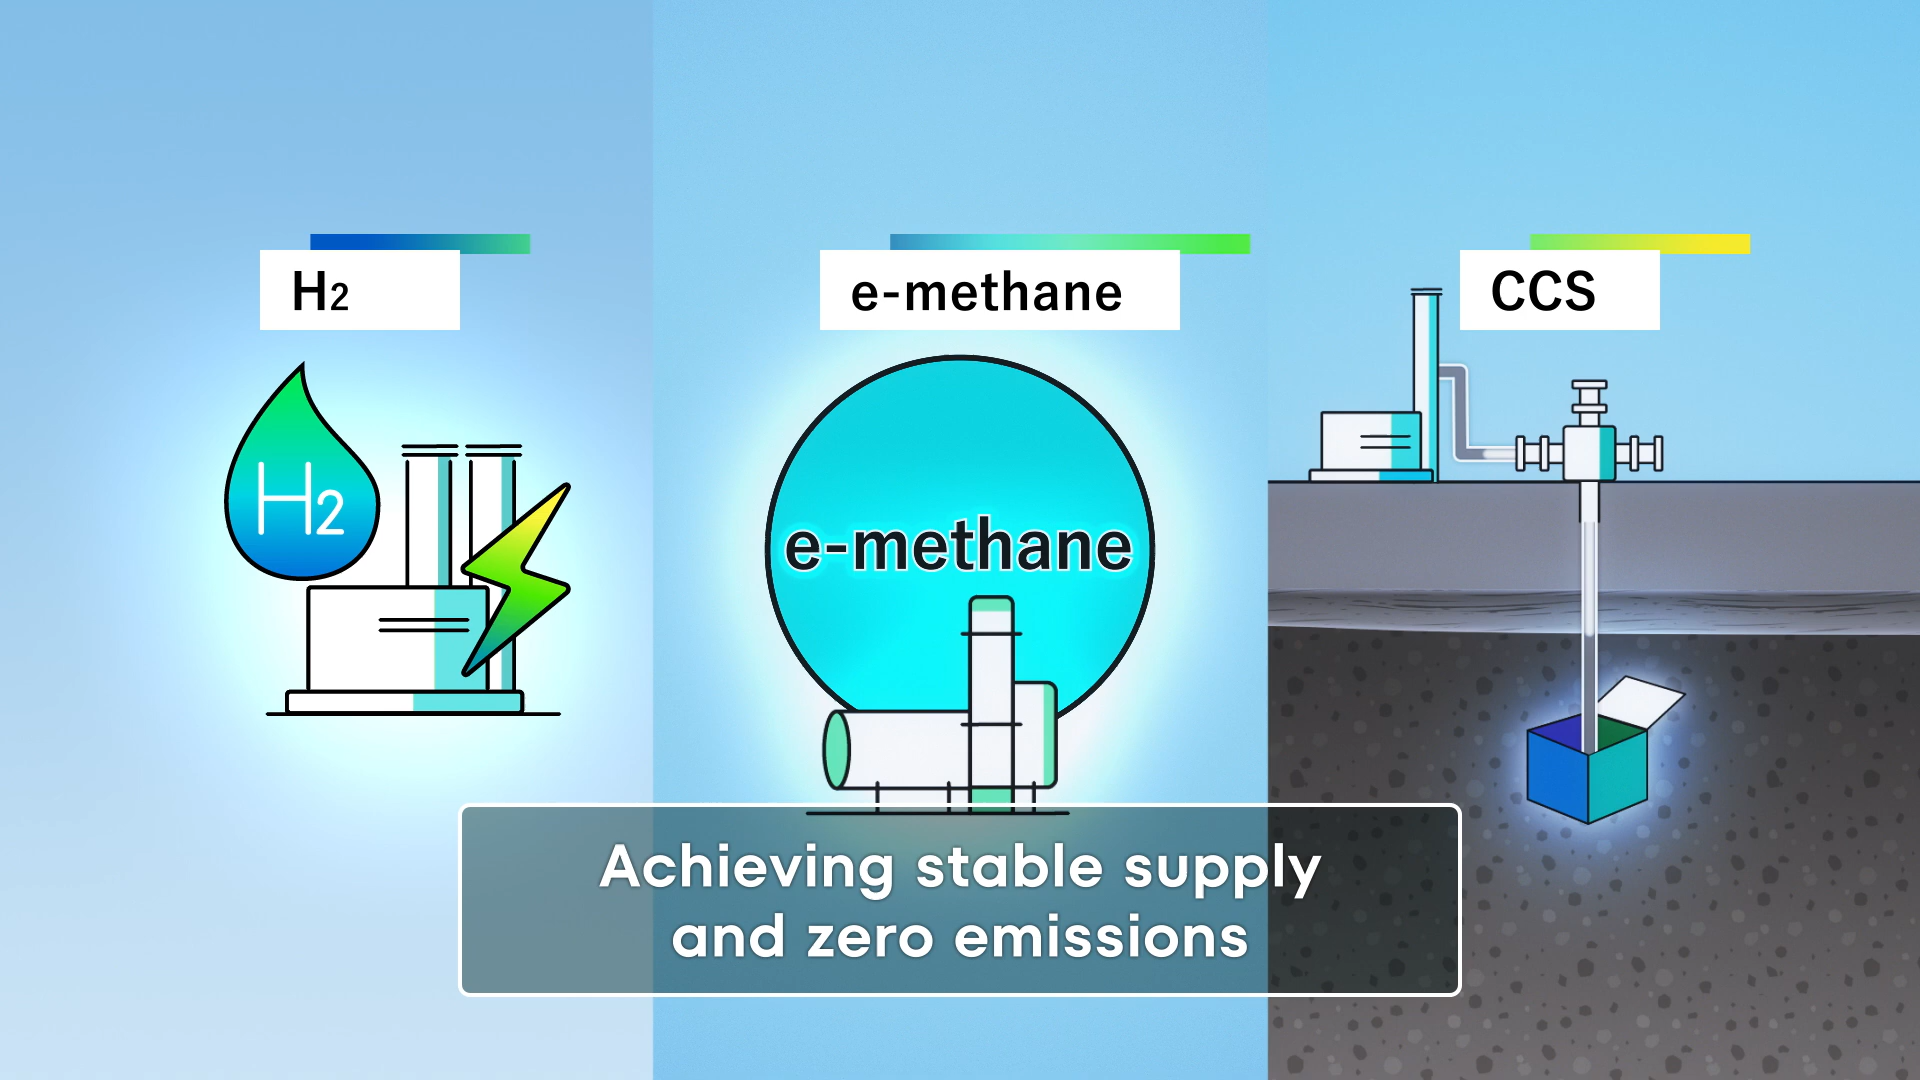 H2
e-methane
CCS
H2
e-methane
Achieving stable supply
and zero emissions